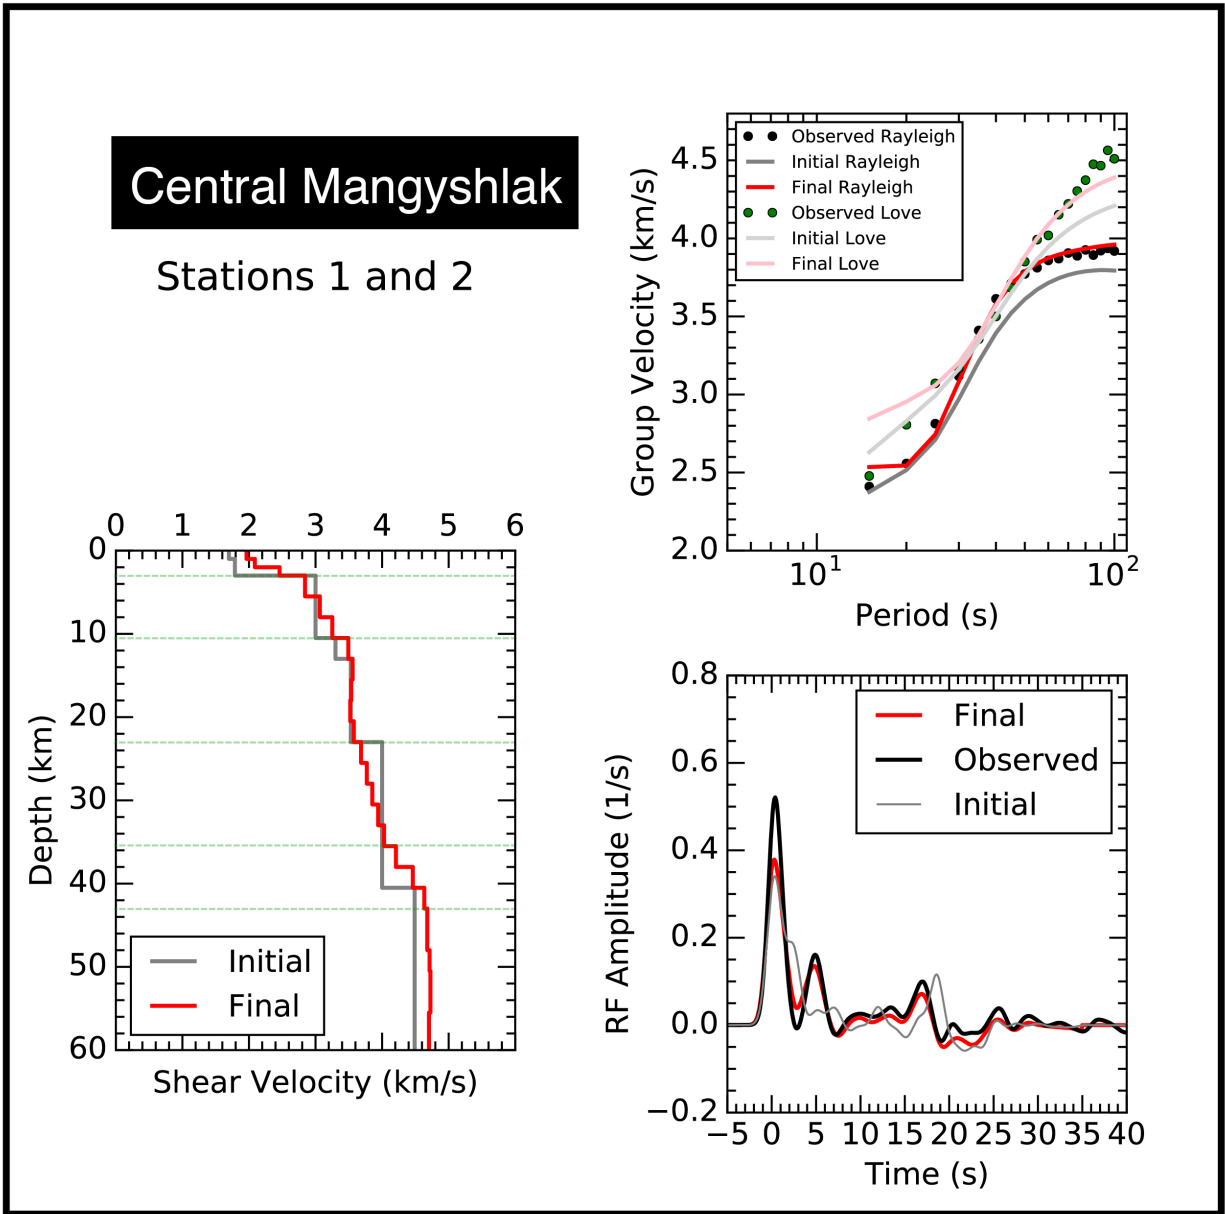 Central Mangyshlak
Stations 1 and 2
Observed Rayleigh
Initial Rayleigh
Final Rayleigh
Observed Love
Initial Love
Final Love
4.5
4.0
3.5
3.0
2.5
2.0
Group Velocity (km/s)
10¹ 10²
Period (s)
0 1 2 3 4 5 6
0
10
20
30
40
50
60
Depth (km)
Initial
Final
Shear Velocity (km/s)
0.8
0.6
0.4
0.2
0.0
−0.2
RF Amplitude (1/s)
Final
Observed
Initial
−5 0 5 10 15 20 25 30 35 40
Time (s)